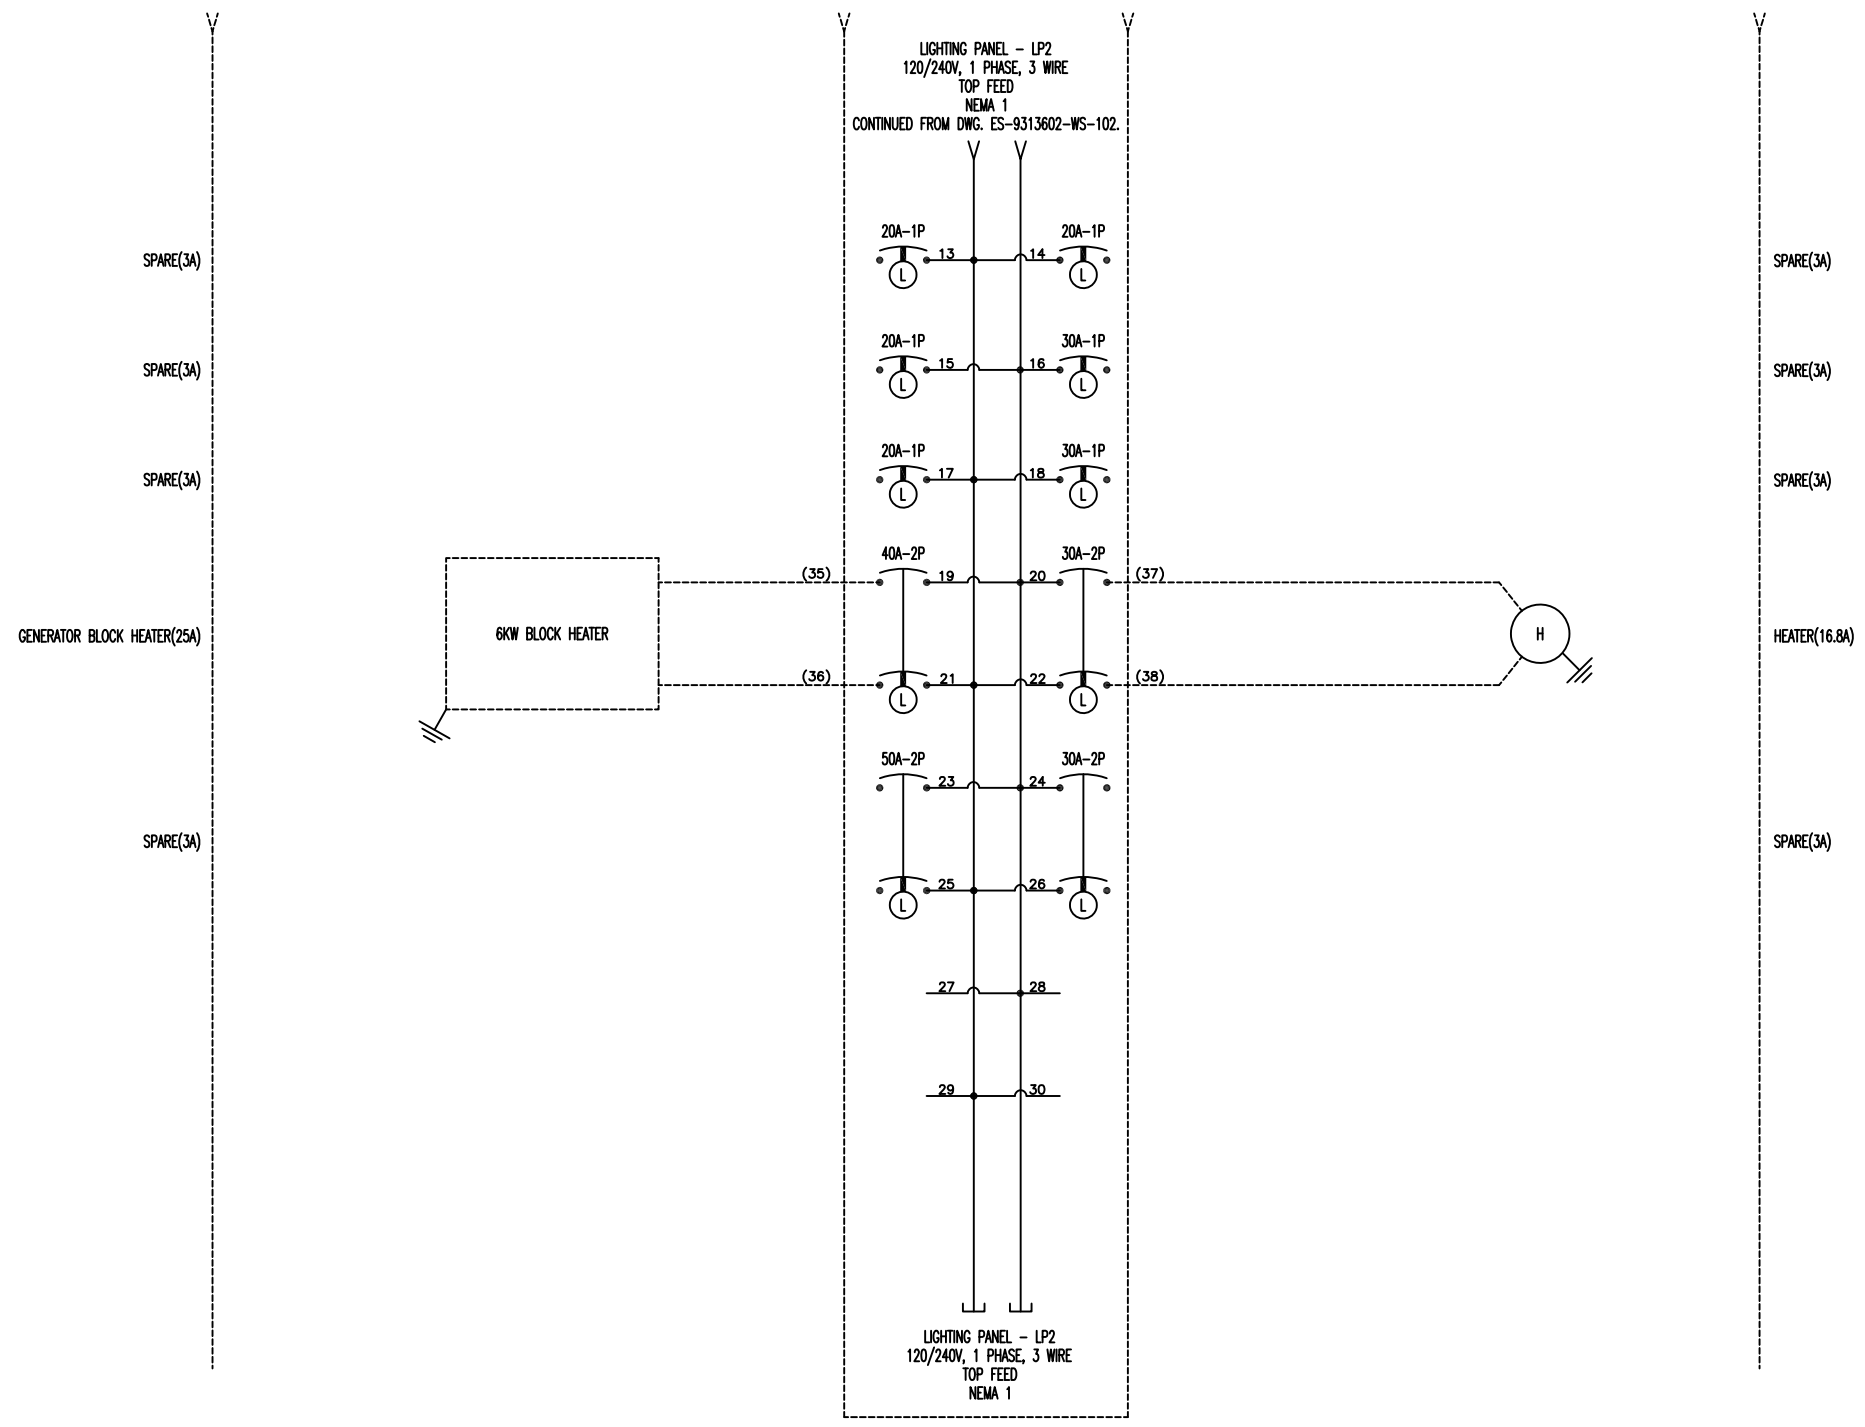 LIGHTING PANEL - LP2
120/240V, 1 PHASE, 3 WIRE
TOP FEED
NEMA 1
CONTINUED FROM DWG. ES-9313602-WS-102.
20A-1P 20A-1P
SPARE(3A) 13 14 SPARE(3A)
L L
20A-1P 30A-1P
SPARE(3A) 15 16 SPARE(3A)
L L
20A-1P 30A-1P
SPARE(3A) 17 18 SPARE(3A)
L L
40A-2P 30A-2P
(35) 19 20 (37)
GENERATOR BLOCK HEATER(25A) 6KW BLOCK HEATER H HEATER(16.8A)
(36) 21 22 (38)
L L
50A-2P 30A-2P
23 24
SPARE(3A) SPARE(3A)
25 26
L L
27 28
29 30
LIGHTING PANEL - LP2
120/240V, 1 PHASE, 3 WIRE
TOP FEED
NEMA 1